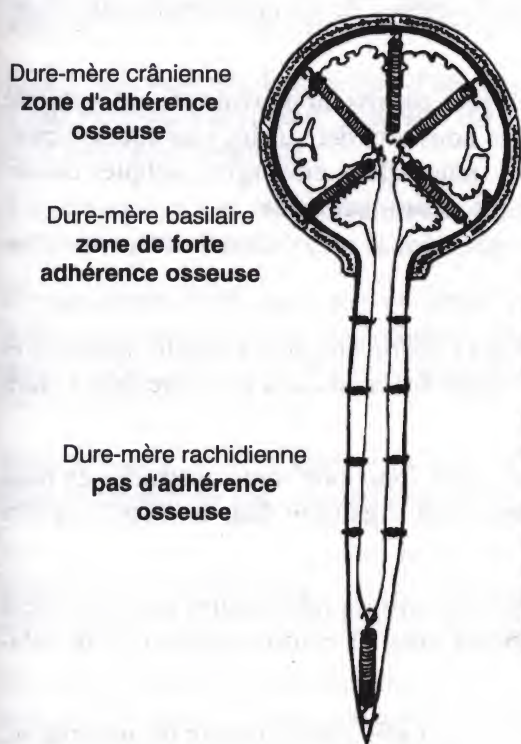 Dure-mère crânienne
zone d'adhérence
osseuse
Dure-mère basilaire
zone de forte
adhérence osseuse
Dure-mère rachidienne
pas d'adhérence
osseuse